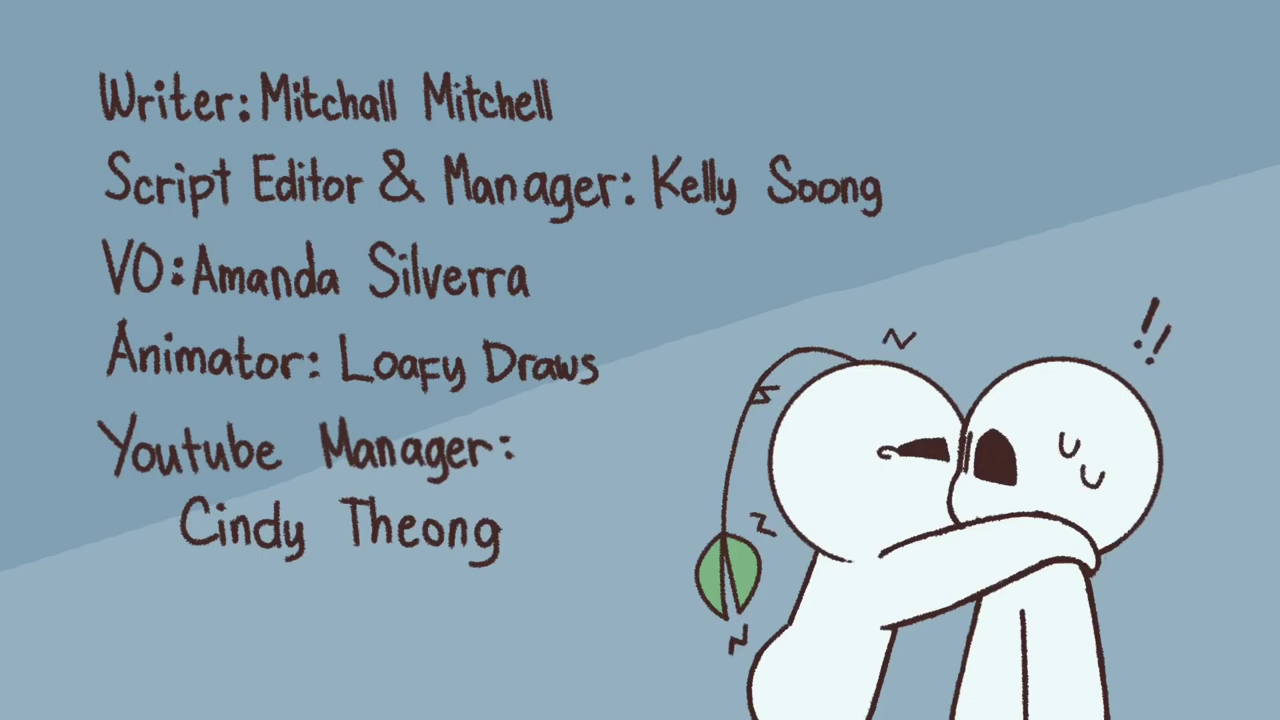 Writer: Mitchall Mitchell
Script Editor & Manager: Kelly Soong
VO: Amanda Silverra
Animator: Loafy Draws
Youtube Manager:
Cindy Theong
!!